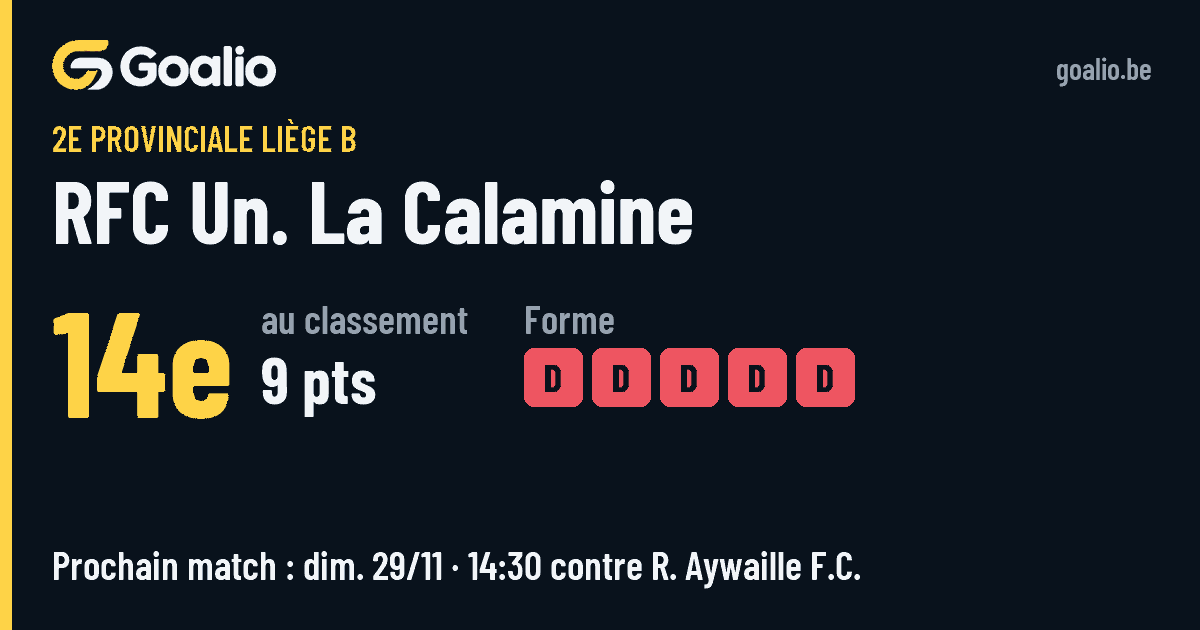 Goalio
goalio.be
2E PROVINCIALE LIÈGE B
RFC Un. La Calamine
14e
au classement
9 pts
Forme
D D D D D
Prochain match : dim. 29/11 · 14:30 contre R. Aywaille F.C.